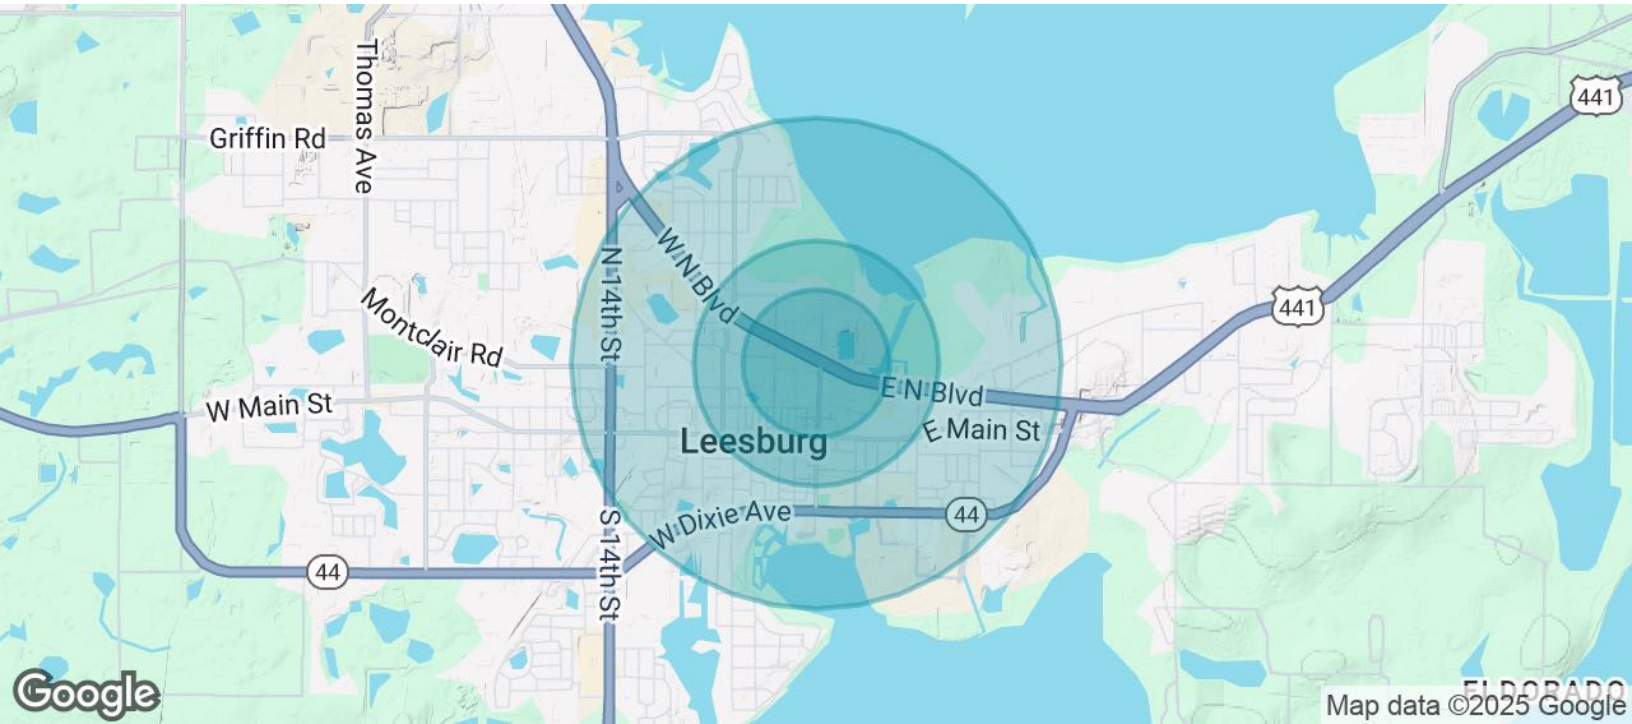 Thomas Ave
441
Griffin Rd
W N Blvd
N 14th St
Montclair Rd
441
W Main St
E N Blvd
E Main St
Leesburg
W Dixie Ave
44
S 14th St
44
ELDORADO
Google
Map data ©2025 Google